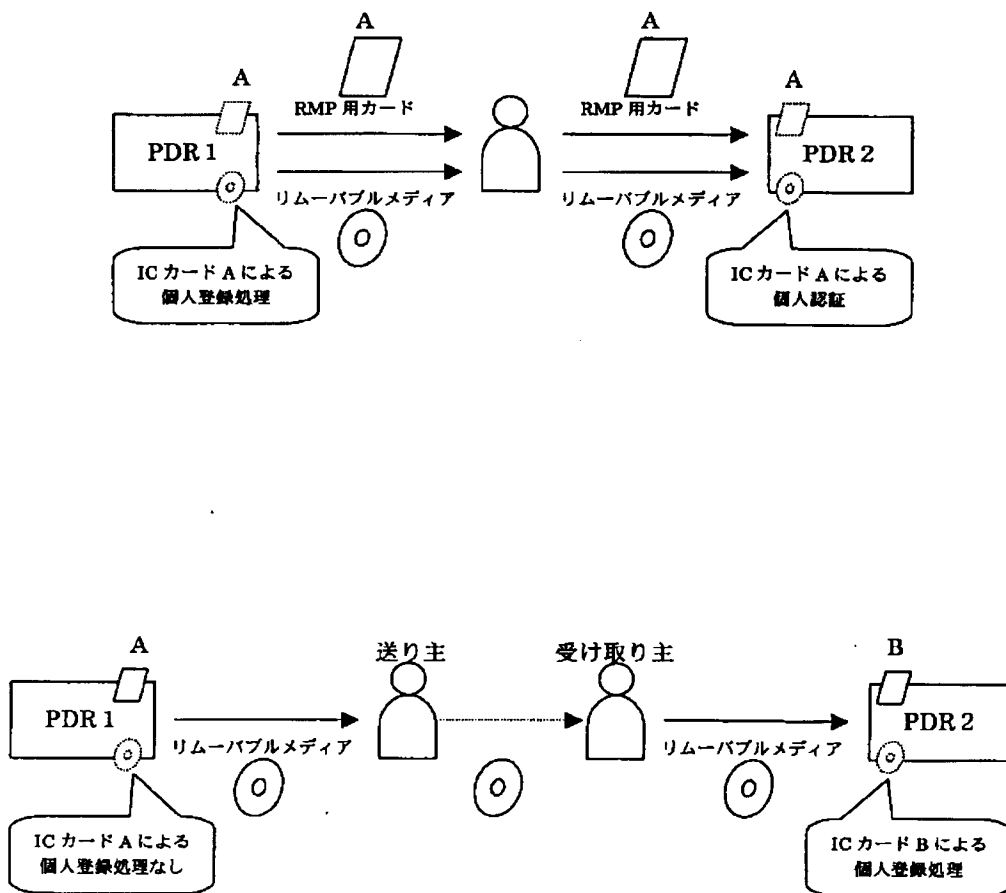 A
A
A
A
RMP 用カード
RMP 用カード
PDR 1
PDR 2
リムーバブルメディア
リムーバブルメディア
IC カード A による
個人登録処理
IC カード A による
個人認証
A
送り主
受け取り主
B
PDR 1
PDR 2
リムーバブルメディア
リムーバブルメディア
IC カード A による
個人登録処理なし
IC カード B による
個人登録処理